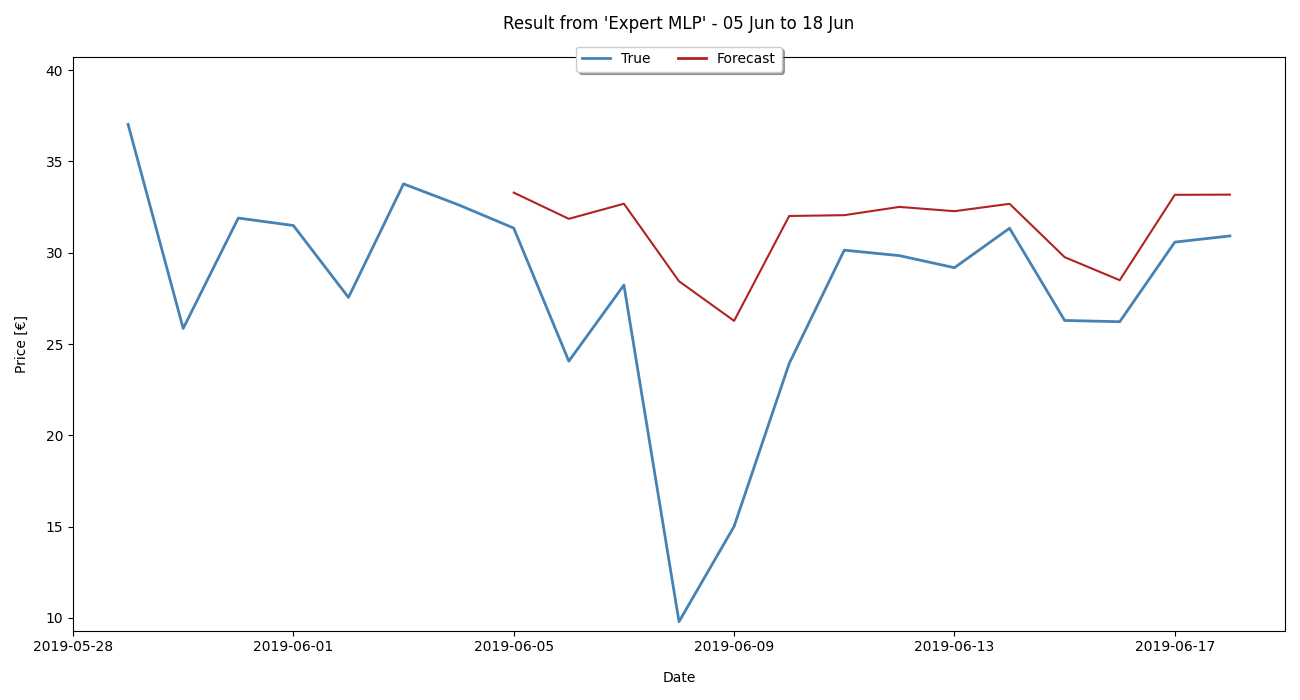 Result from 'Expert MLP' - 05 Jun to 18 Jun
True Forecast
40
35
30
25
20
15
10
Price [€]
2019-05-28 2019-06-01 2019-06-05 2019-06-09 2019-06-13 2019-06-17
Date